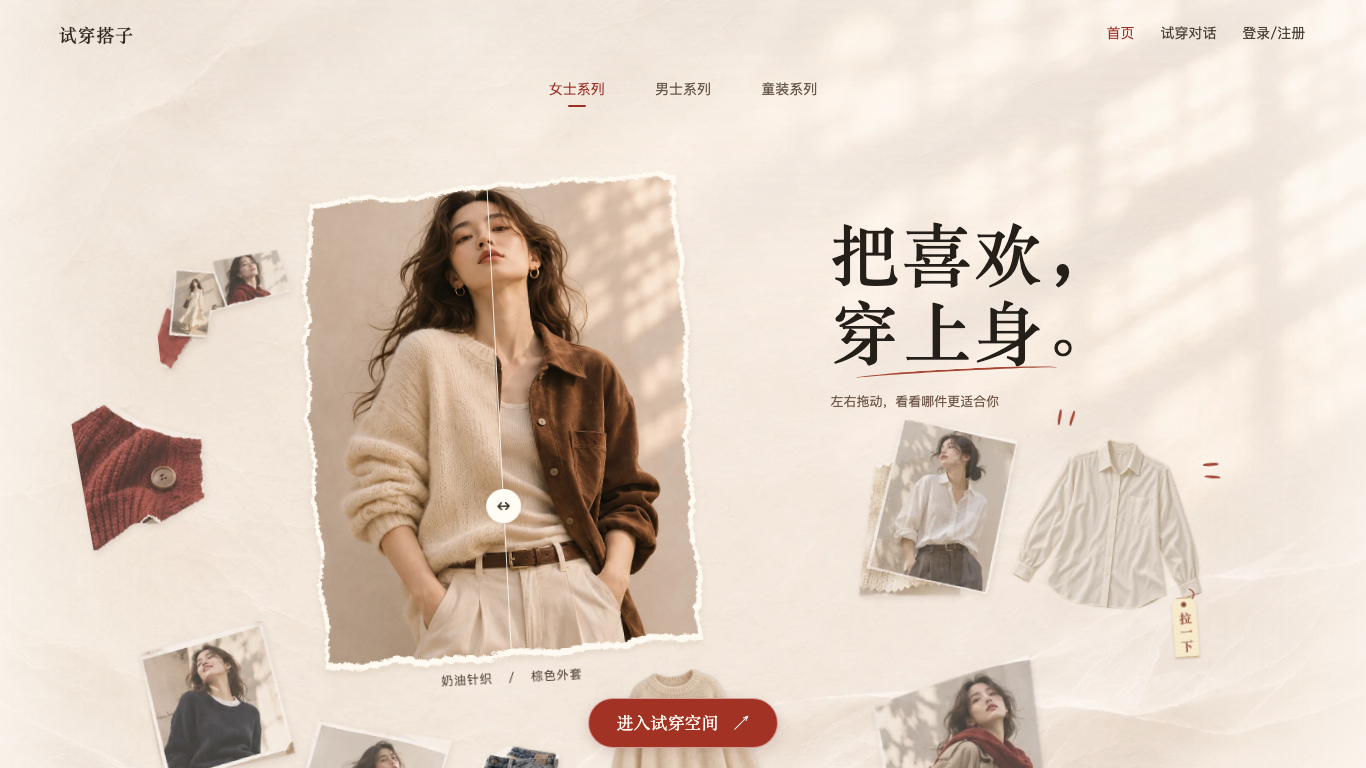 试穿搭子
首页
试穿对话
登录/注册
女士系列
男士系列
童装系列
把喜欢，
穿上身。
左右拖动，看看哪件更适合你
拉一下
奶油针织 / 棕色外套
进入试穿空间 ↗